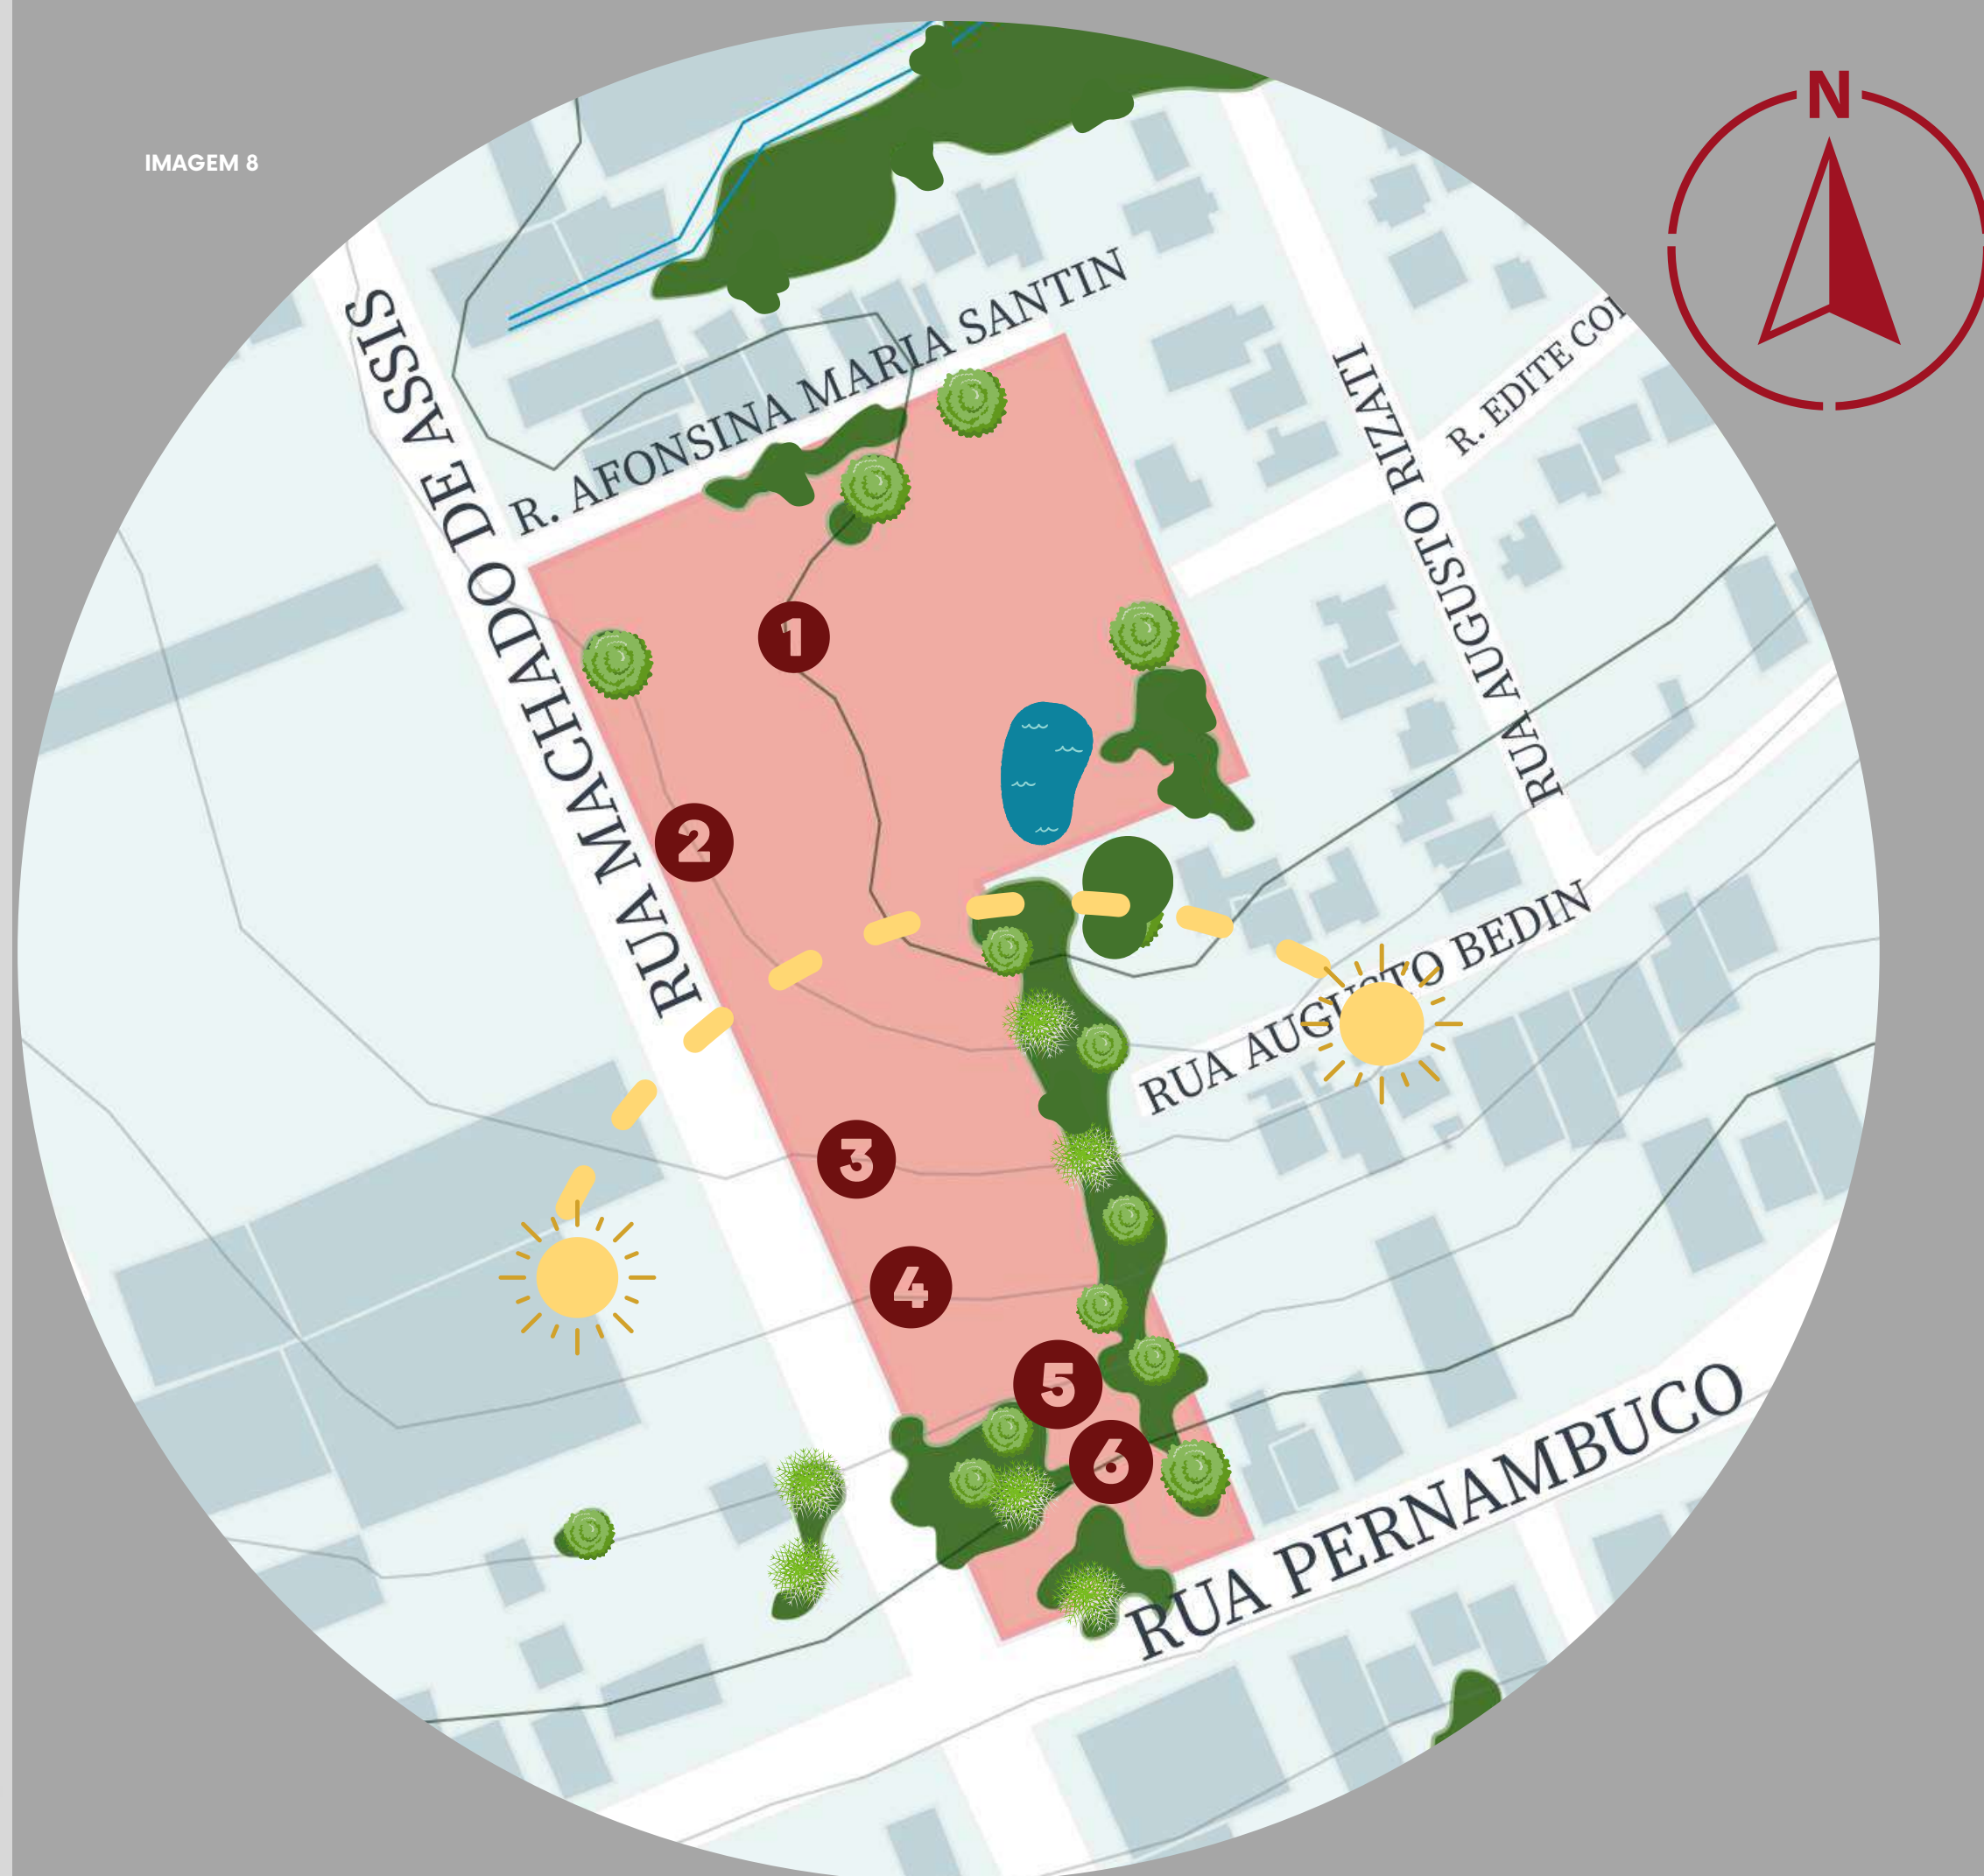 IMAGEM 8
N
RUA MACHADO DE ASSIS
R. AFONSINA MARIA SANTIN
RUA AUGUSTO RIZATI
R. EDITE COL
1
2
3
4
5
6
RUA AUGUSTO BEDIN
RUA PERNAMBUCO